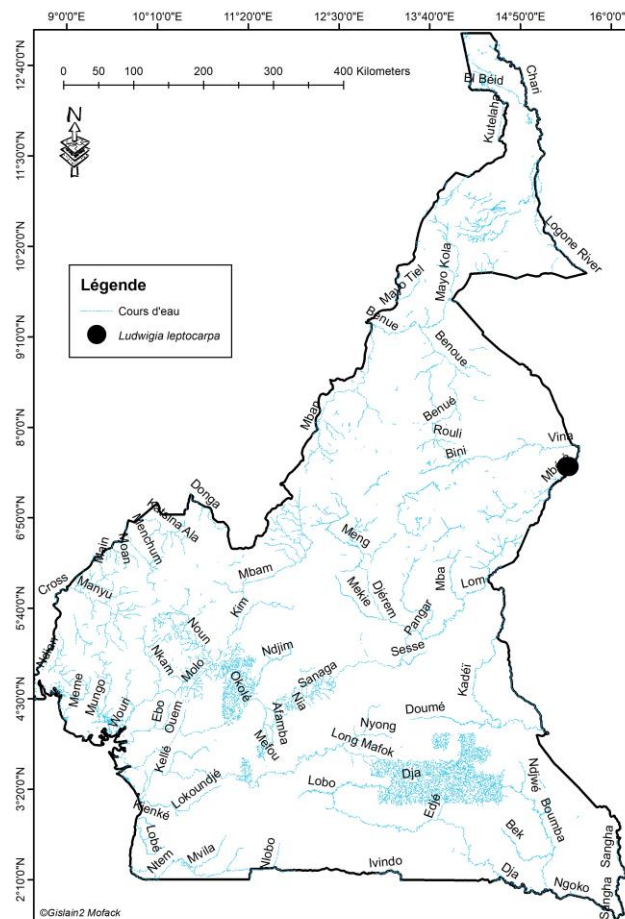 9°0'0"E 10°10'0"E 11°20'0"E 12°30'0"E 13°40'0"E 14°50'0"E 16°0'0"E
12°40'0"N
11°30'0"N
10°20'0"N
9°10'0"N
8°0'0"N
6°50'0"N
5°40'0"N
4°30'0"N
3°20'0"N
2°10'0"N
0 50 100 200 300 400 Kilometers
N
El Béid
Chari
Kutelaha
Logone River
Mayo Tiel
Mayo Kola
Légende
Cours d'eau
Ludwigia leptocarpa
Benue
Benoue
Benué
Mban
Rouli
Vina
Bini
Donga
Katsina Ala
Menchum
Moan
Main
Meng
Cross
Manyu
Mbam
Mekie
Djérem
Mba
Lom
Kim
Pangar
Noun
Ndjim
Sesse
Ndian
Nkam
Molo
Sanaga
Meme
Mungo
Wouri
Okolé
Nia
Kadéï
Ebo
Ouem
Afamba
Doumé
Nyong
Kellé
Mefou
Long Mafok
Dja
Lokoundjé
Lobo
Edjé
Ndjwé
Boumba
Kienké
Bek
Lobe
Ntem
Mvila
Nlobo
Ivindo
Dja
Ngoko
Sangha
Sangha
©Gislain2 Mofack